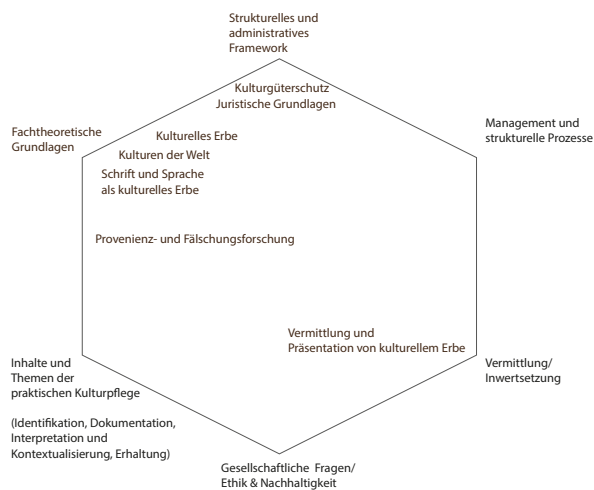 Strukturelles und
administratives
Framework
Kulturgüterschutz
Juristische Grundlagen
Management und
strukturelle Prozesse
Fachtheoretische
Grundlagen
Kulturelles Erbe
Kulturen der Welt
Schrift und Sprache
als kulturelles Erbe
Provenienz- und Fälschungsforschung
Vermittlung und
Präsentation von kulturellem Erbe
Inhalte und
Themen der
praktischen Kulturpflege
(Identifikation, Dokumentation,
Interpretation und
Kontextualisierung, Erhaltung)
Vermittlung/
Inwertsetzung
Gesellschaftliche Fragen/
Ethik & Nachhaltigkeit